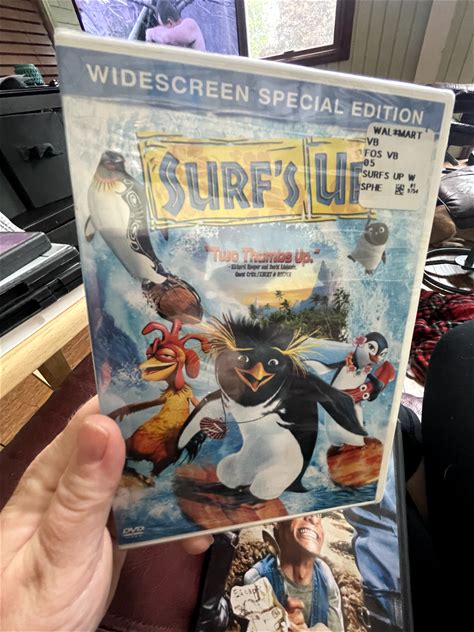 WIDESCREEN SPECIAL EDITION
WAL★MART
VB
FOS VB
05
SURFS UP W
SPHE
SURF'S UP
"Two Thumbs Up."
DVD